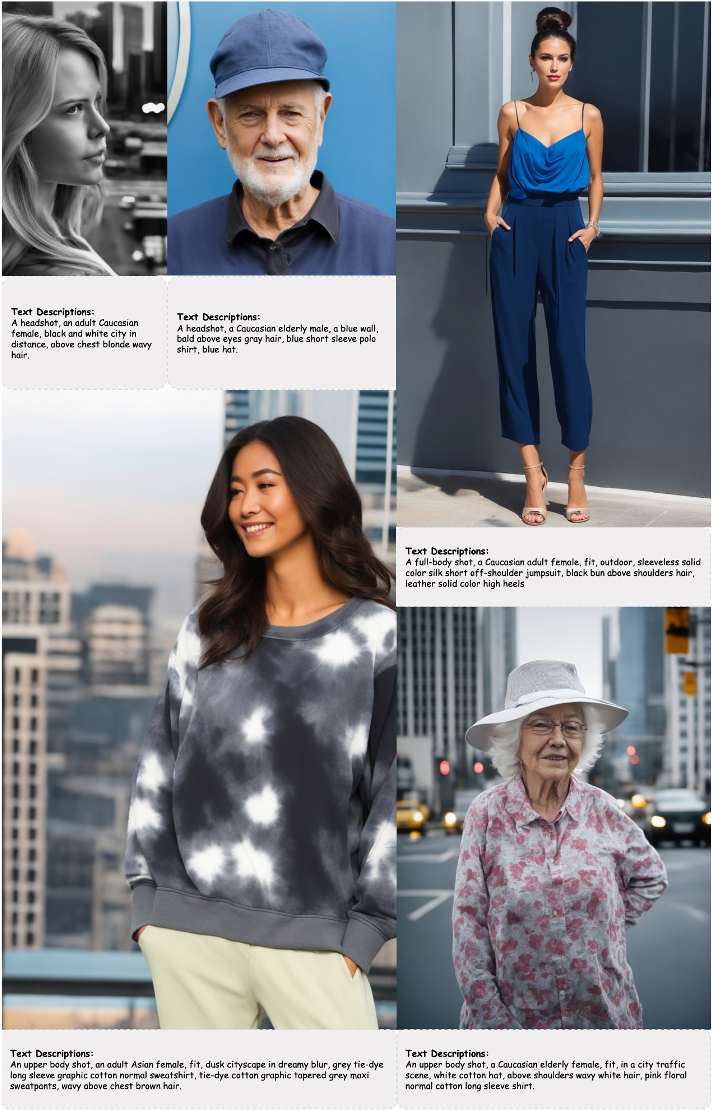 Text Descriptions:
A headshot, an adult Caucasian
female, black and white city in
distance, above chest blonde wavy
hair.
Text Descriptions:
A headshot, a Caucasian elderly male, a blue wall,
bald above eyes gray hair, blue short sleeve polo
shirt, blue hat.
Text Descriptions:
A full-body shot, a Caucasian adult female, fit, outdoor, sleeveless solid
color silk short off-shoulder jumpsuit, black bun above shoulders hair,
leather solid color high heels
Text Descriptions:
An upper body shot, an adult Asian female, fit, dusk cityscape in dreamy blur, grey tie-dye
long sleeve graphic cotton normal sweatshirt, tie-dye cotton graphic tapered grey maxi
sweatpants, wavy above chest brown hair.
Text Descriptions:
An upper body shot, a Caucasian elderly female, fit, in a city traffic
scene, white cotton hat, above shoulders wavy white hair, pink floral
normal cotton long sleeve shirt.